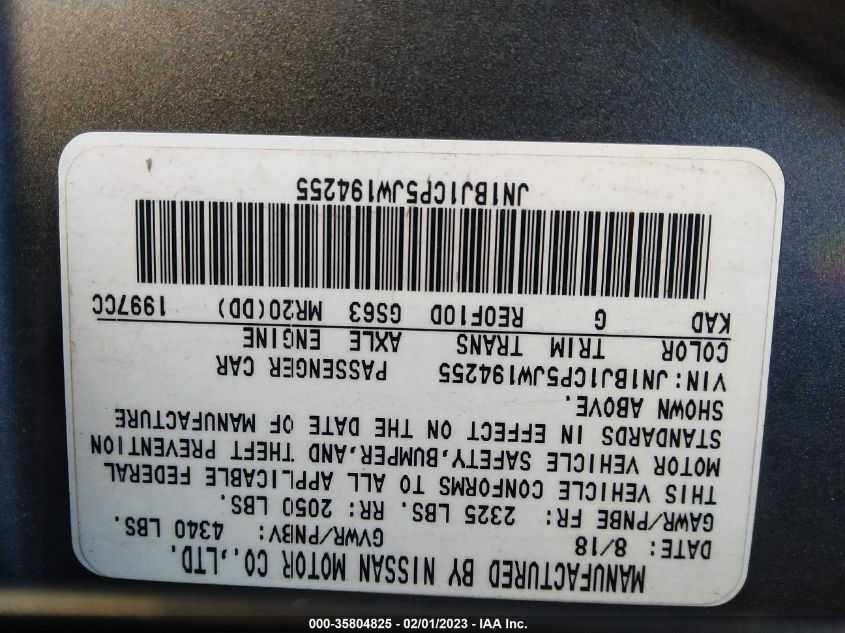 MANUFACTURED BY NISSAN MOTOR CO.,LTD.
DATE: 8/18 GVWR/PNBV: 4340 LBS.
GAWR/PNBE FR: 2325 LBS. RR: 2050 LBS.
THIS VEHICLE CONFORMS TO ALL APPLICABLE FEDERAL
MOTOR VEHICLE SAFETY,BUMPER,AND THEFT PREVENTION
STANDARDS IN EFFECT ON THE DATE OF MANUFACTURE
SHOWN ABOVE.
VIN:JN1BJ1CP5JW194255 PASSENGER CAR
COLOR TRIM TRANS AXLE ENGINE
KAD G RE0F10D GS63 MR20(DD) 1997CC
JN1BJ1CP5JW194255
000-35804825 - 02/01/2023 - IAA Inc.